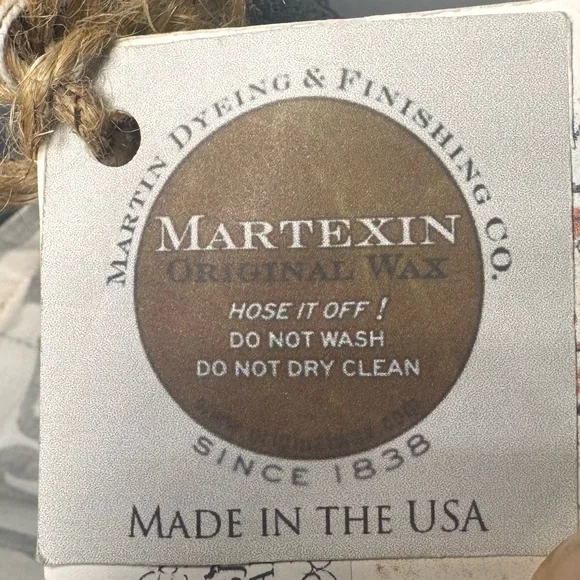 MARTIN DYEING & FINISHING CO.
MARTEXIN
ORIGINAL WAX
HOSE IT OFF !
DO NOT WASH
DO NOT DRY CLEAN
SINCE 1838
MADE IN THE USA